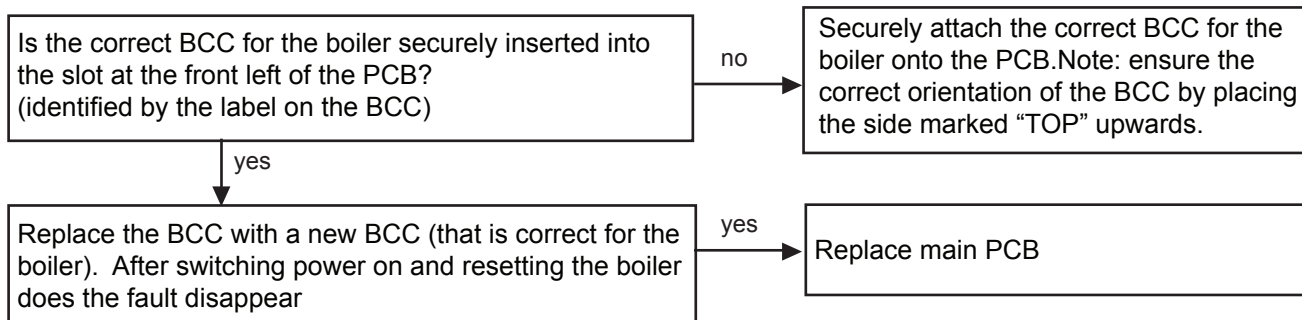 Is the correct BCC for the boiler securely inserted into
the slot at the front left of the PCB?
(identified by the label on the BCC)
no
Securely attach the correct BCC for the
boiler onto the PCB.Note: ensure the
correct orientation of the BCC by placing
the side marked “TOP” upwards.
yes
Replace the BCC with a new BCC (that is correct for the
boiler).  After switching power on and resetting the boiler
does the fault disappear
yes
Replace main PCB